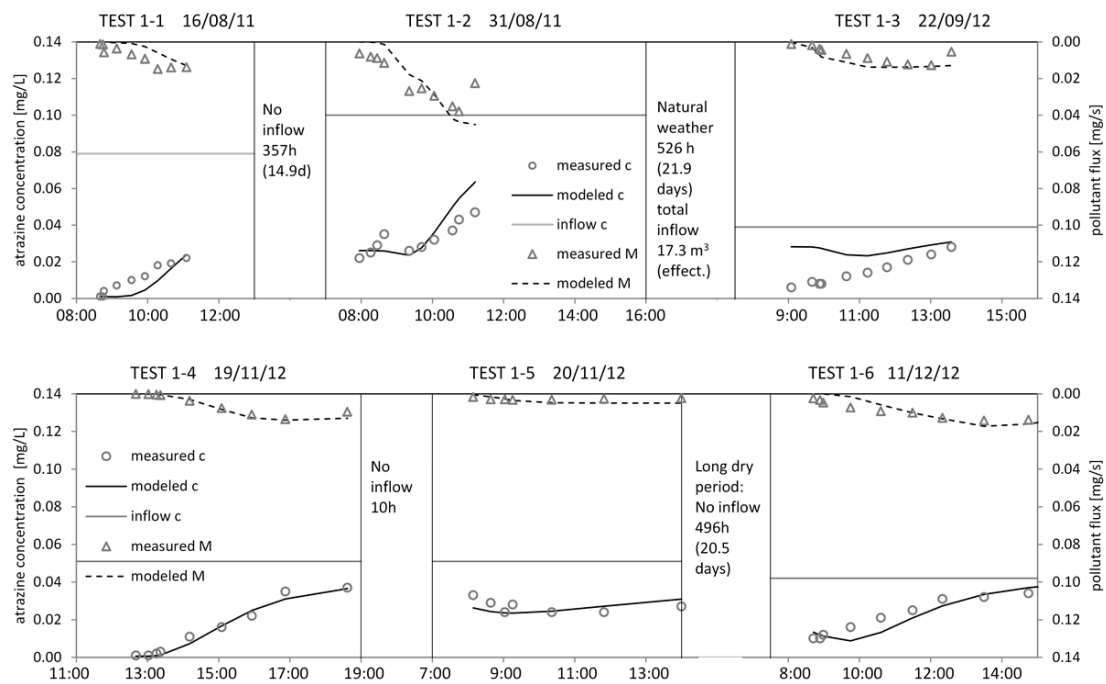 TEST 1-1 16/08/11
TEST 1-2 31/08/11
TEST 1-3 22/09/12
atrazine concentration [mg/L]
0.14
0.12
0.10
0.08
0.06
0.04
0.02
0.00
08:00
10:00
12:00
No
inflow
357h
(14.9d)
08:00
10:00
12:00
14:00
16:00
measured c
modeled c
inflow c
measured M
modeled M
Natural
weather
526 h
(21.9
days)
total
inflow
17.3 m³
(effect.)
9:00
11:00
13:00
15:00
0.00
0.02
0.04
0.06
0.08
0.10
0.12
0.14
pollutant flux [mg/s]
TEST 1-4 19/11/12
TEST 1-5 20/11/12
TEST 1-6 11/12/12
atrazine concentration [mg/L]
0.14
0.12
0.10
0.08
0.06
0.04
0.02
0.00
measured c
modeled c
inflow c
measured M
modeled M
11:00
13:00
15:00
17:00
19:00
No
inflow
10h
7:00
9:00
11:00
13:00
Long dry
period:
No inflow
496h
(20.5
days)
8:00
10:00
12:00
14:00
0.00
0.02
0.04
0.06
0.08
0.10
0.12
0.14
pollutant flux [mg/s]